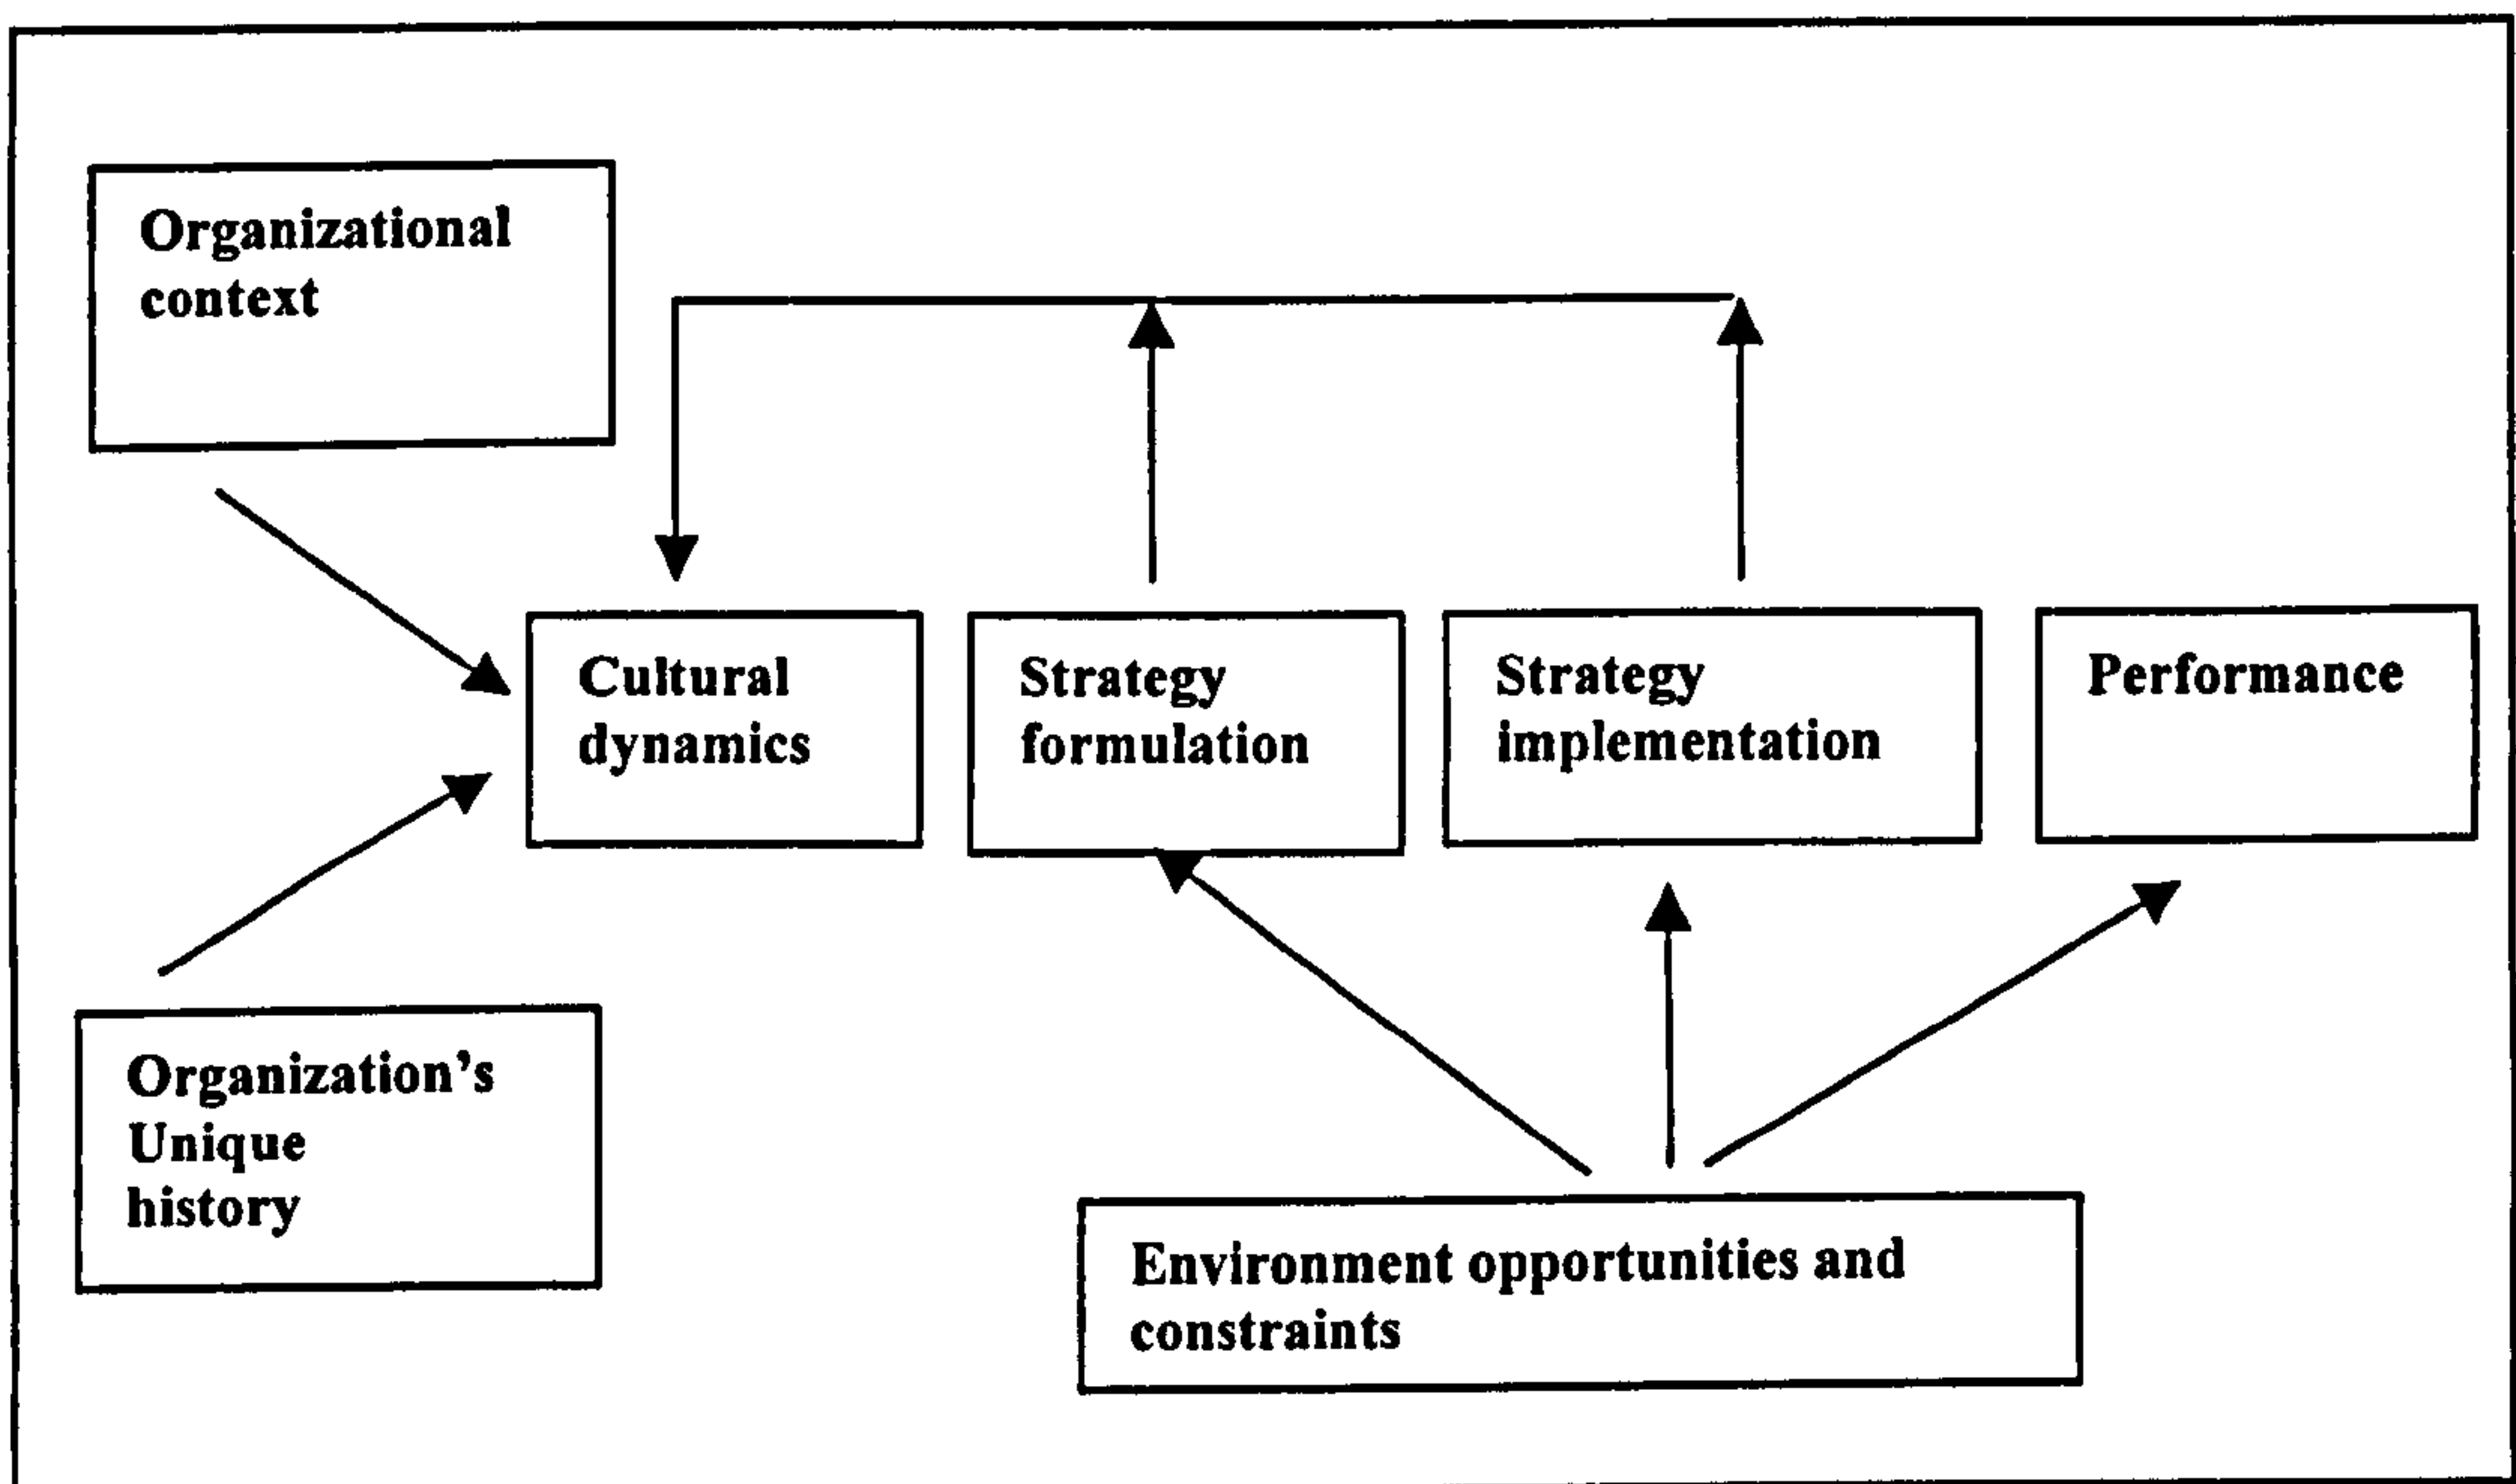 Organizational
context
Cultural
dynamics
Strategy
formulation
Strategy
implementation
Performance
Organization's
Unique
history
Environment opportunities and
constraints